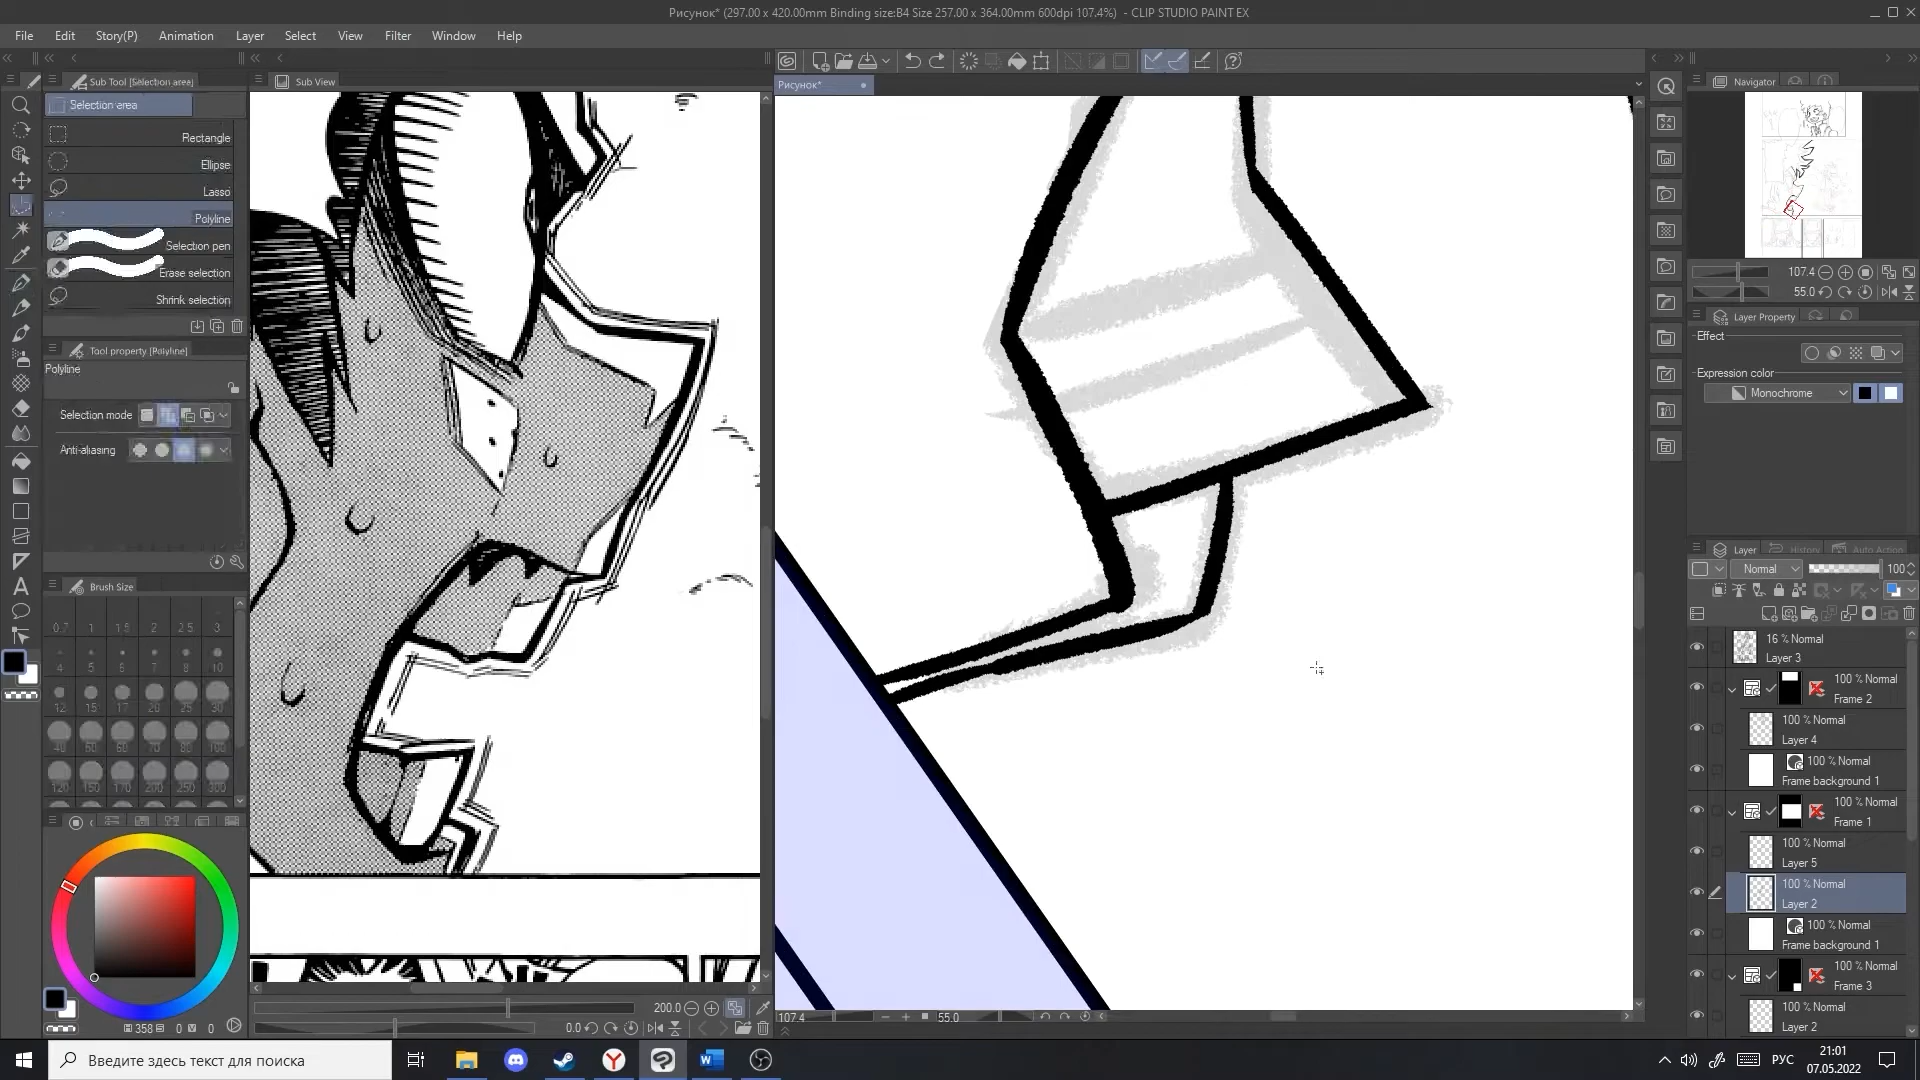 Рисунок* (297.00 x 420.00mm Binding size:B4 Size 257.00 x 364.00mm 600dpi 107.4%) - CLIP STUDIO PAINT EX
File Edit Story(P) Animation Layer Select View Filter Window Help
Sub Tool [Selection area]
Selection area
Rectangle
Ellipse
Lasso
Polyline
Selection pen
Erase selection
Shrink selection
Tool property [Polyline]
Polyline
Selection mode
Anti-aliasing
Brush Size
0.7 1 1.5 2 2.5 3
4 5 6 7 8 10
12 15 17 20 25 30
40 50 60 70 80 100
120 150 170 200 250 300
358 0 0
Sub View
200.0
0.0
Рисунок*
107.4 55.0
Navigator
107.4
55.0
Layer Property
Effect
Expression color
Monochrome
Layer History Auto Action
Normal 100
16 % Normal
Layer 3
100 % Normal
Frame 2
100 % Normal
Layer 4
100 % Normal
Frame background 1
100 % Normal
Frame 1
100 % Normal
Layer 5
100 % Normal
Layer 2
100 % Normal
Frame background 1
100 % Normal
Frame 3
100 % Normal
Layer 2
Введите здесь текст для поиска
РУС
21:01
07.05.2022